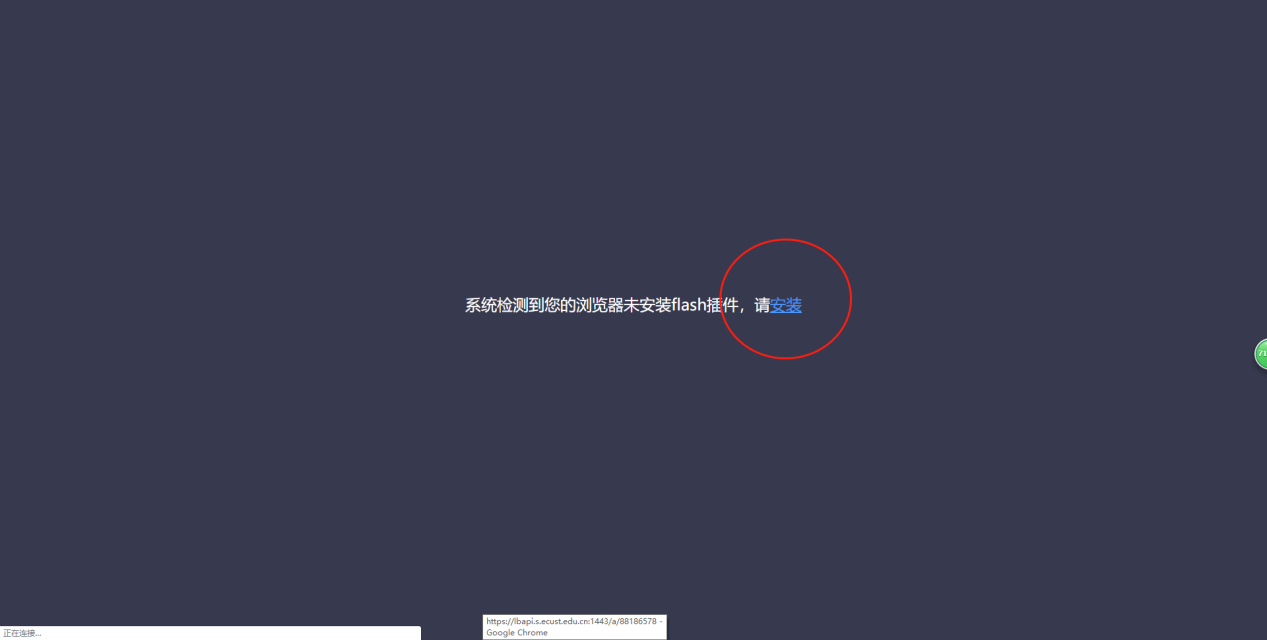 系统检测到您的浏览器未安装flash插件，请安装
71
https://lbapi.s.ecust.edu.cn:1443/a/88186578 -
Google Chrome
正在连接...